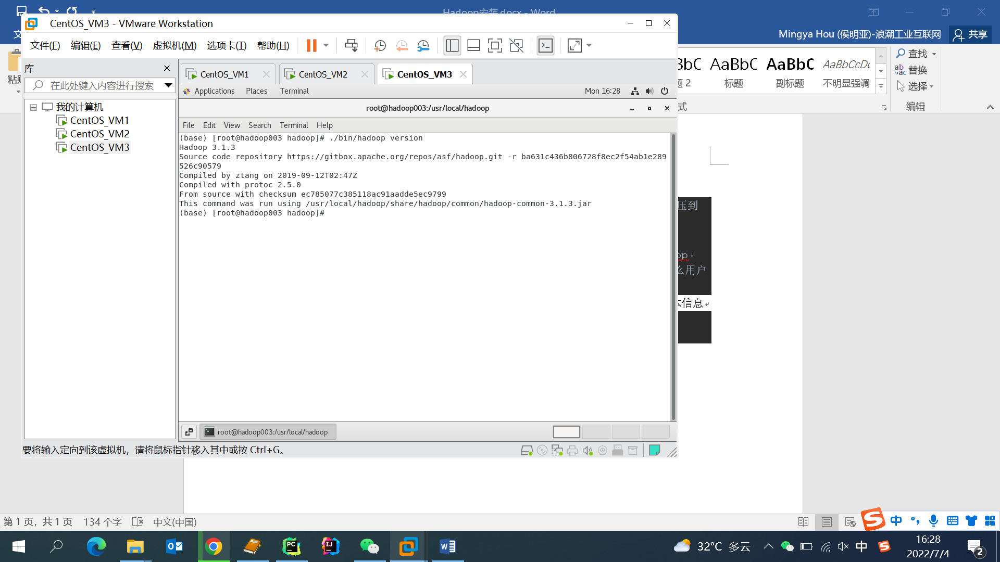 Hadoop安装.docx - Word
CentOS_VM3 - VMware Workstation
Mingya Hou (侯明亚)-浪潮工业互联网
共享
文件(F) 编辑(E) 查看(V) 虚拟机(M) 选项卡(T) 帮助(H)
AaBbC AaBbC AaBbCcDc
查找
替换
选择
编辑
标题
副标题
不明显强调
库
在此处键入内容进行搜索
我的计算机
CentOS_VM1
CentOS_VM2
CentOS_VM3
CentOS_VM1 CentOS_VM2 CentOS_VM3
Applications Places Terminal Mon 16:28
root@hadoop003:/usr/local/hadoop
File Edit View Search Terminal Help
(base) [root@hadoop003 hadoop]# ./bin/hadoop version
Hadoop 3.1.3
Source code repository https://gitbox.apache.org/repos/asf/hadoop.git -r ba631c436b806728f8ec2f54ab1e289
526c90579
Compiled by ztang on 2019-09-12T02:47Z
Compiled with protoc 2.5.0
From source with checksum ec785077c385118ac91aadde5ec9799
This command was run using /usr/local/hadoop/share/hadoop/common/hadoop-common-3.1.3.jar
(base) [root@hadoop003 hadoop]#
压到
op
用户
信息
root@hadoop003:/usr/local/hadoop
要将输入定向到该虚拟机，请将鼠标指针移入其中或按 Ctrl+G。
第 1 页，共 1 页 134 个字 中文(中国)
中
32°C 多云
中
16:28
2022/7/4
2